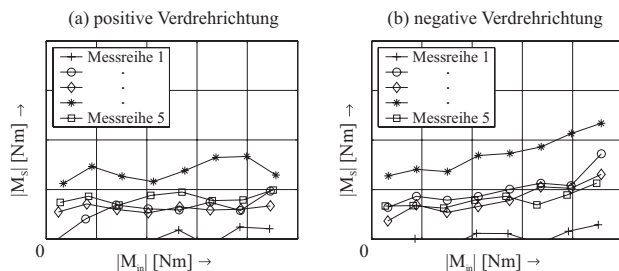 (a) positive Verdrehrichtung
Messreihe 1
.
.
.
Messreihe 5
|M_S| [Nm] →
0
|M_in| [Nm] →
(b) negative Verdrehrichtung
Messreihe 1
.
.
.
Messreihe 5
|M_S| [Nm] →
0
|M_in| [Nm] →